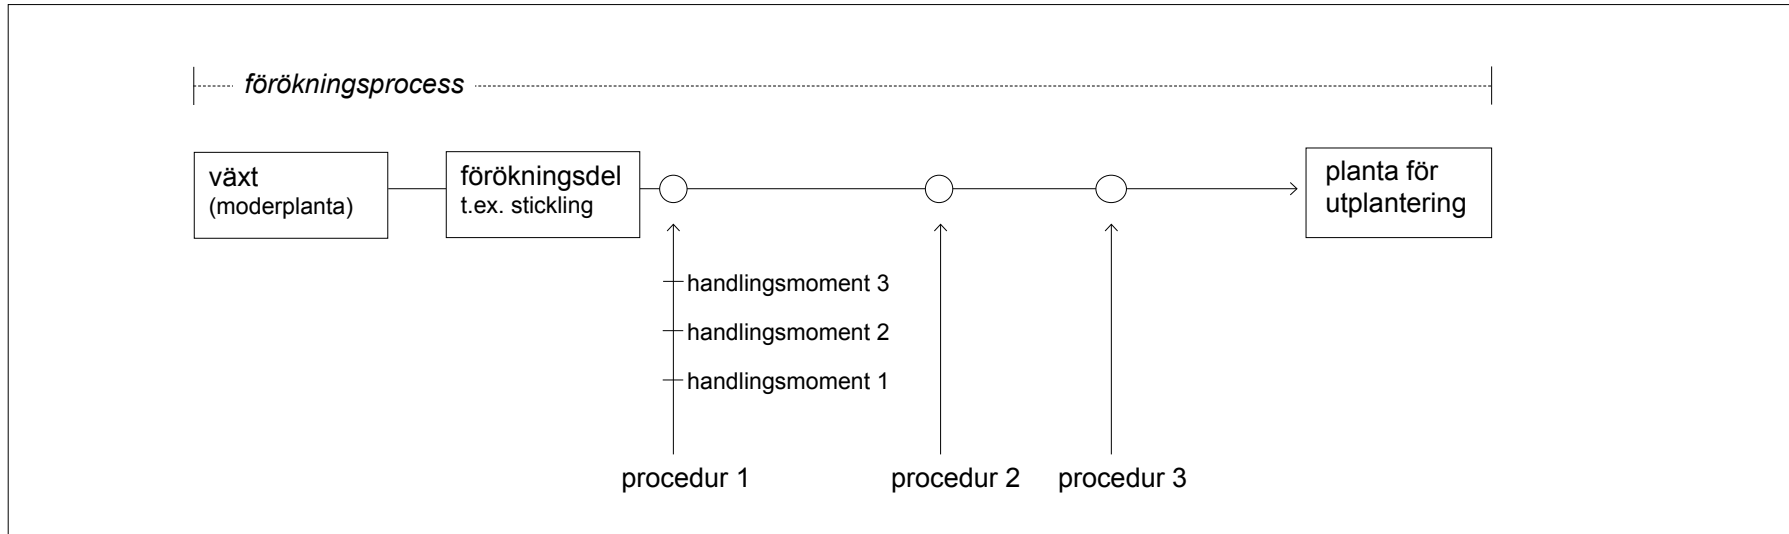 förökningsprocess
växt
(moderplanta)
förökningsdel
t.ex. stickling
planta för
utplantering
handlingsmoment 3
handlingsmoment 2
handlingsmoment 1
procedur 1
procedur 2
procedur 3